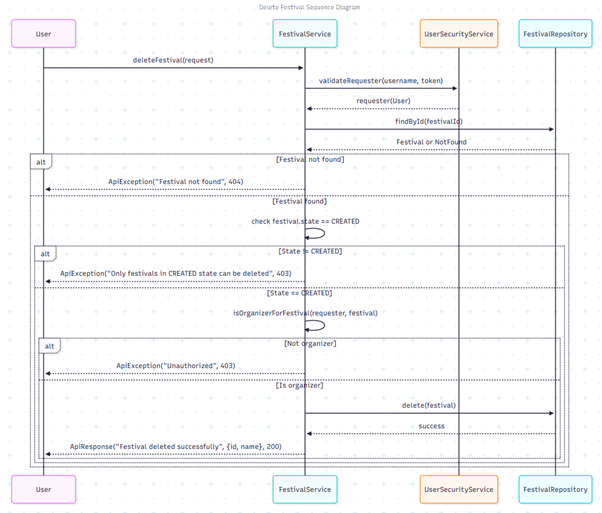 Delete Festival Sequence Diagram
User
FestivalService
UserSecurityService
FestivalRepository
deleteFestival(request)
validateRequester(username, token)
requester(User)
findById(festivalId)
Festival or NotFound
alt
[Festival not found]
ApiException("Festival not found", 404)
[Festival found]
check festival.state == CREATED
alt
[State != CREATED]
ApiException("Only festivals in CREATED state can be deleted", 403)
[State == CREATED]
isOrganizerForFestival(requester, festival)
alt
[Not organizer]
ApiException("Unauthorized", 403)
[Is organizer]
delete(festival)
success
ApiResponse("Festival deleted successfully", {id, name}, 200)
User
FestivalService
UserSecurityService
FestivalRepository